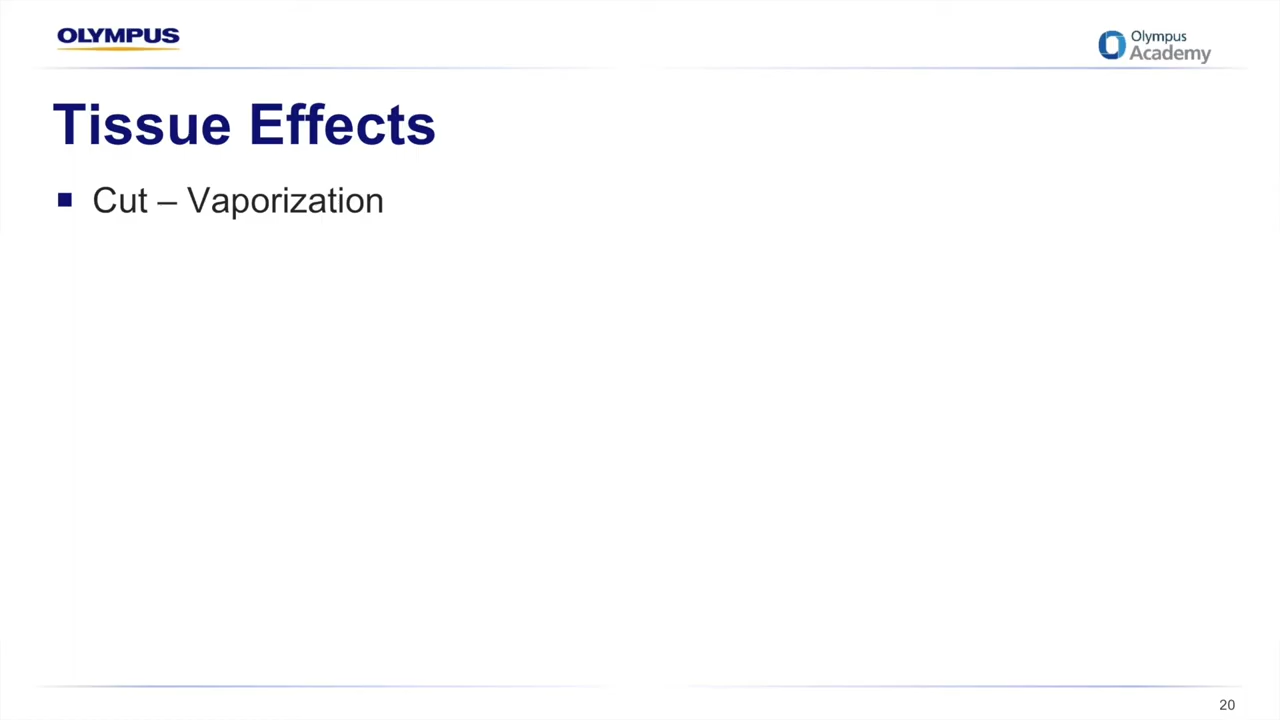 OLYMPUS
Olympus
Academy
Tissue Effects
Cut – Vaporization
20